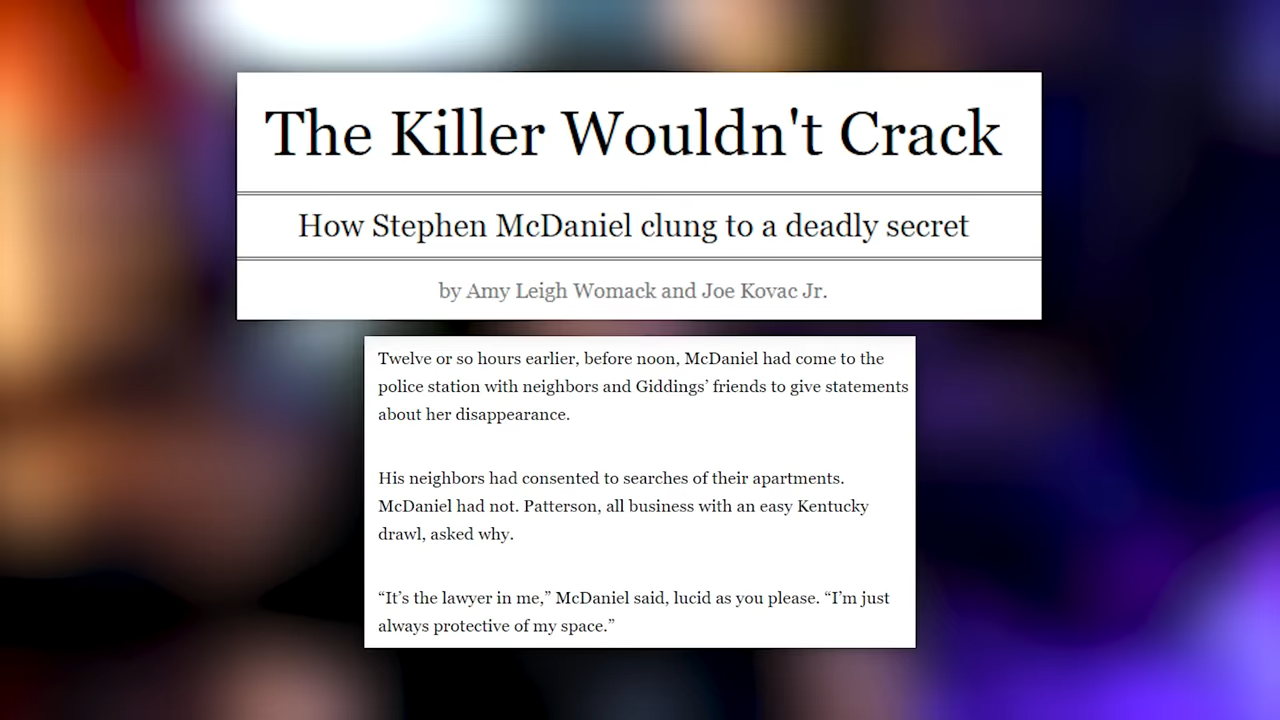 The Killer Wouldn't Crack
How Stephen McDaniel clung to a deadly secret
by Amy Leigh Womack and Joe Kovac Jr.
Twelve or so hours earlier, before noon, McDaniel had come to the
police station with neighbors and Giddings’ friends to give statements
about her disappearance.
His neighbors had consented to searches of their apartments.
McDaniel had not. Patterson, all business with an easy Kentucky
drawl, asked why.
“It’s the lawyer in me,” McDaniel said, lucid as you please. “I’m just
always protective of my space.”